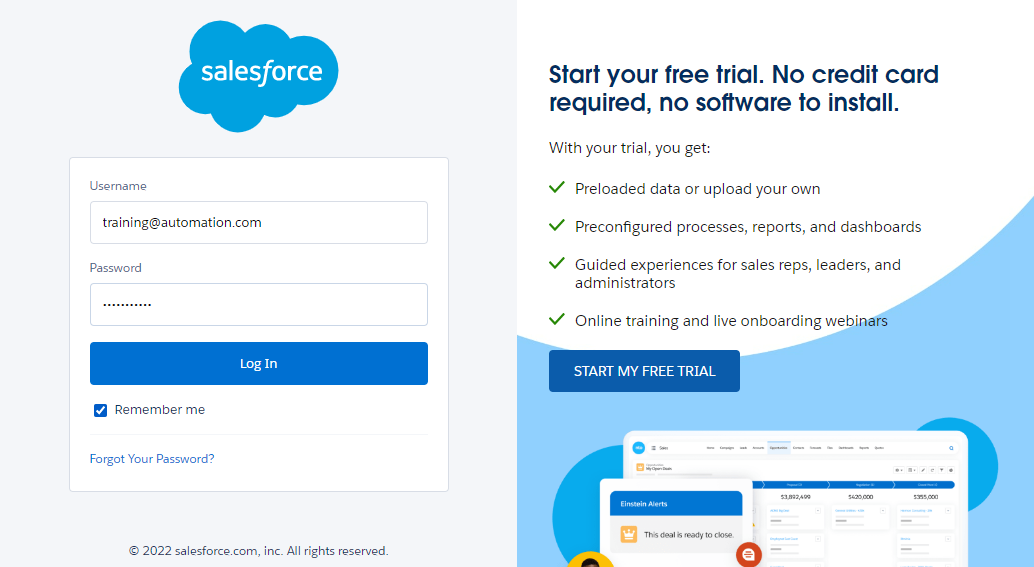 salesforce
Username
training@automation.com
Password
Log In
Remember me
Forgot Your Password?
© 2022 salesforce.com, inc. All rights reserved.
Start your free trial. No credit card
required, no software to install.
With your trial, you get:
Preloaded data or upload your own
Preconfigured processes, reports, and dashboards
Guided experiences for sales reps, leaders, and
administrators
Online training and live onboarding webinars
START MY FREE TRIAL
Sales
My Open Deals
$3,892,499
$420,000
$355,000
Einstein Alerts
This deal is ready to close.